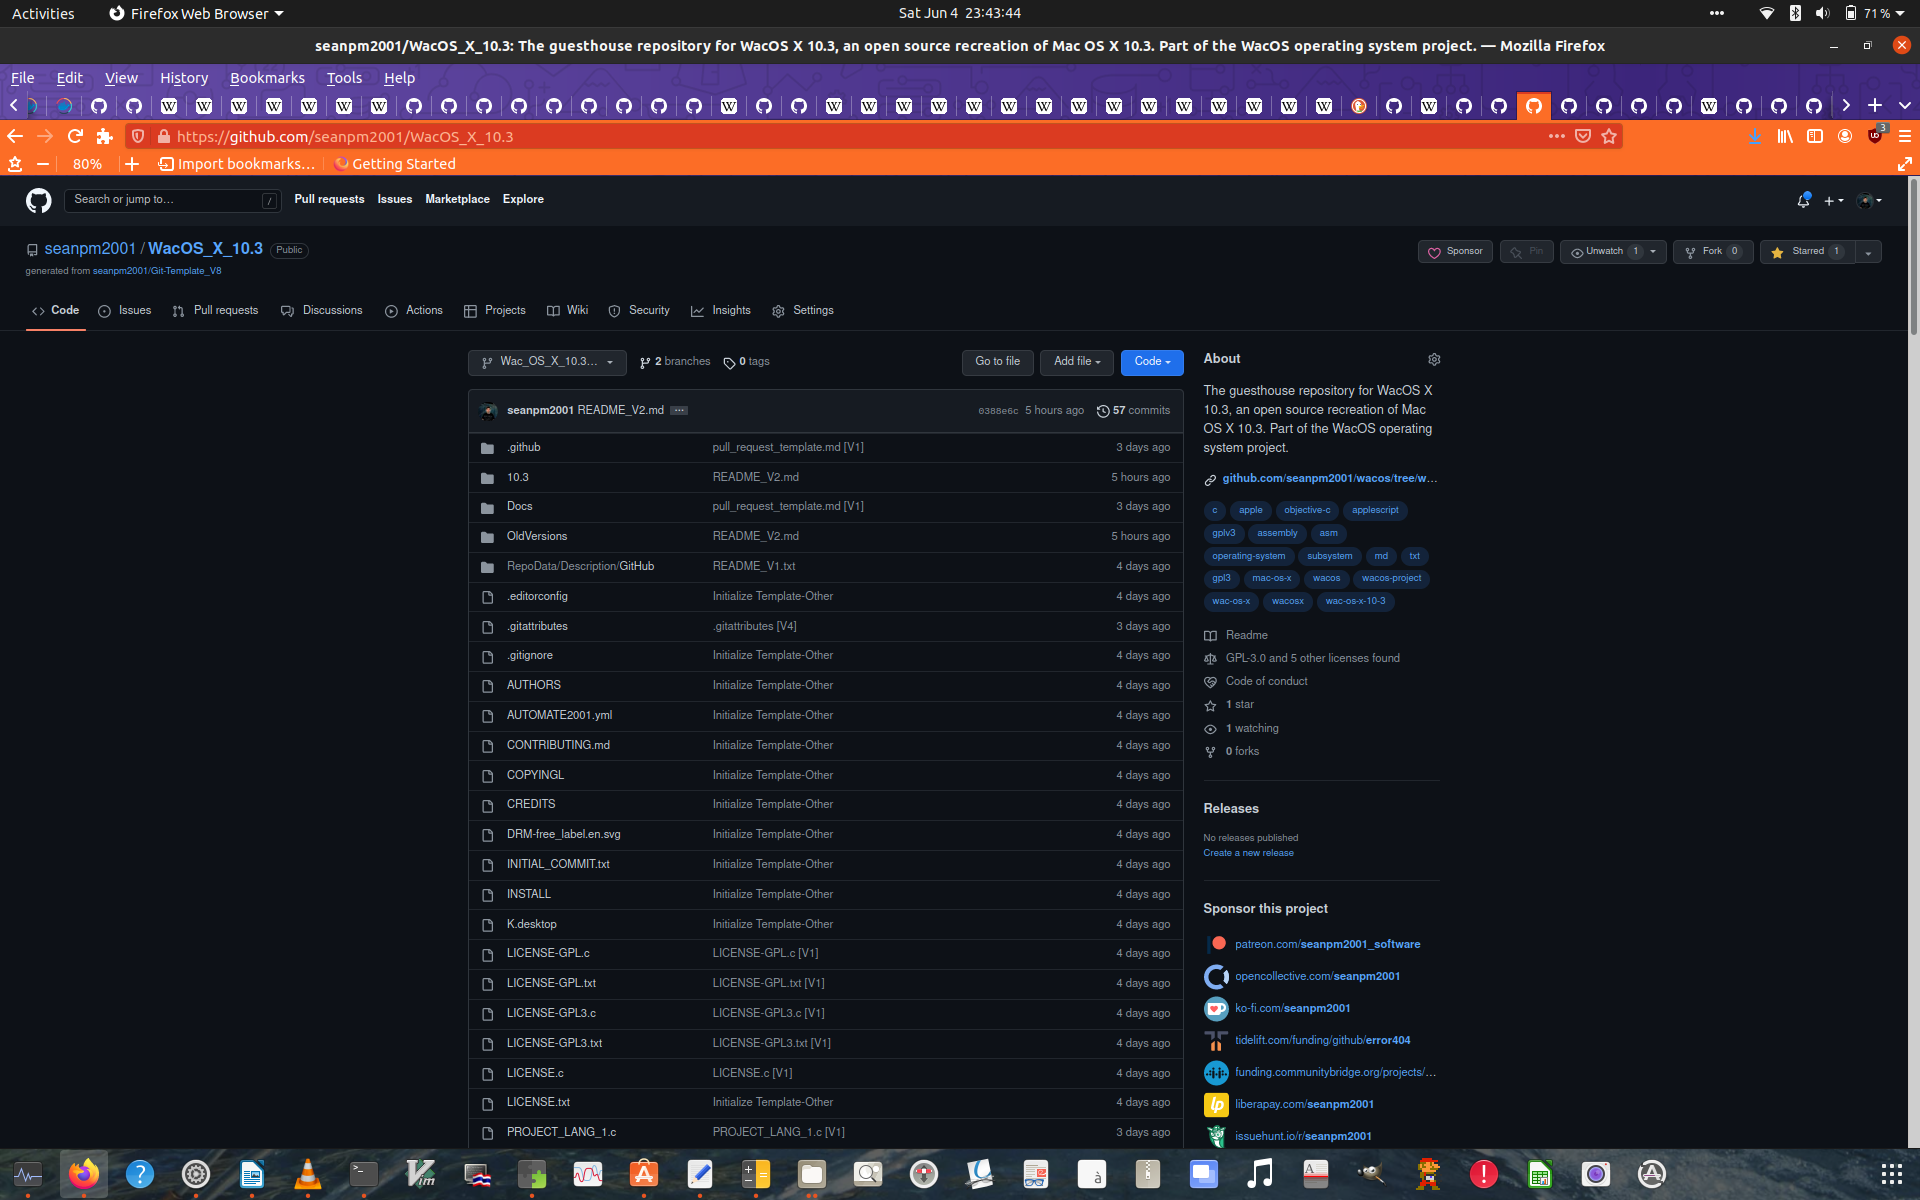 Activities Firefox Web Browser Sat Jun 4 23:43:44 71 %
seanpm2001/WacOS_X_10.3: The guesthouse repository for WacOS X 10.3, an open source recreation of Mac OS X 10.3. Part of the WacOS operating system project. — Mozilla Firefox
File Edit View History Bookmarks Tools Help
https://github.com/seanpm2001/WacOS_X_10.3 3
80% Import bookmarks... Getting Started
Search or jump to... / Pull requests Issues Marketplace Explore
seanpm2001 / WacOS_X_10.3 Public Sponsor Pin Unwatch 1 Fork 0 Starred 1
generated from seanpm2001/Git-Template_V8
Code Issues Pull requests Discussions Actions Projects Wiki Security Insights Settings
Wac_OS_X_10.3... 2 branches 0 tags Go to file Add file Code
seanpm2001 README_V2.md ... 0388e6c 5 hours ago 57 commits
.github pull_request_template.md [V1] 3 days ago
10.3 README_V2.md 5 hours ago
Docs pull_request_template.md [V1] 3 days ago
OldVersions README_V2.md 5 hours ago
RepoData/Description/GitHub README_V1.txt 4 days ago
.editorconfig Initialize Template-Other 4 days ago
.gitattributes .gitattributes [V4] 3 days ago
.gitignore Initialize Template-Other 4 days ago
AUTHORS Initialize Template-Other 4 days ago
AUTOMATE2001.yml Initialize Template-Other 4 days ago
CONTRIBUTING.md Initialize Template-Other 4 days ago
COPYINGL Initialize Template-Other 4 days ago
CREDITS Initialize Template-Other 4 days ago
DRM-free_label.en.svg Initialize Template-Other 4 days ago
INITIAL_COMMIT.txt Initialize Template-Other 4 days ago
INSTALL Initialize Template-Other 4 days ago
K.desktop Initialize Template-Other 4 days ago
LICENSE-GPL.c LICENSE-GPL.c [V1] 4 days ago
LICENSE-GPL.txt LICENSE-GPL.txt [V1] 4 days ago
LICENSE-GPL3.c LICENSE-GPL3.c [V1] 4 days ago
LICENSE-GPL3.txt LICENSE-GPL3.txt [V1] 4 days ago
LICENSE.c LICENSE.c [V1] 4 days ago
LICENSE.txt Initialize Template-Other 4 days ago
PROJECT_LANG_1.c PROJECT_LANG_1.c [V1] 3 days ago
About
The guesthouse repository for WacOS X
10.3, an open source recreation of Mac
OS X 10.3. Part of the WacOS operating
system project.
github.com/seanpm2001/wacos/tree/w...
c apple objective-c applescript
gplv3 assembly asm
operating-system subsystem md txt
gpl3 mac-os-x wacos wacos-project
wac-os-x wacosx wac-os-x-10-3
Readme
GPL-3.0 and 5 other licenses found
Code of conduct
1 star
1 watching
0 forks
Releases
No releases published
Create a new release
Sponsor this project
patreon.com/seanpm2001_software
opencollective.com/seanpm2001
ko-fi.com/seanpm2001
tidelift.com/funding/github/error404
funding.communitybridge.org/projects/...
liberapay.com/seanpm2001
issuehunt.io/r/seanpm2001